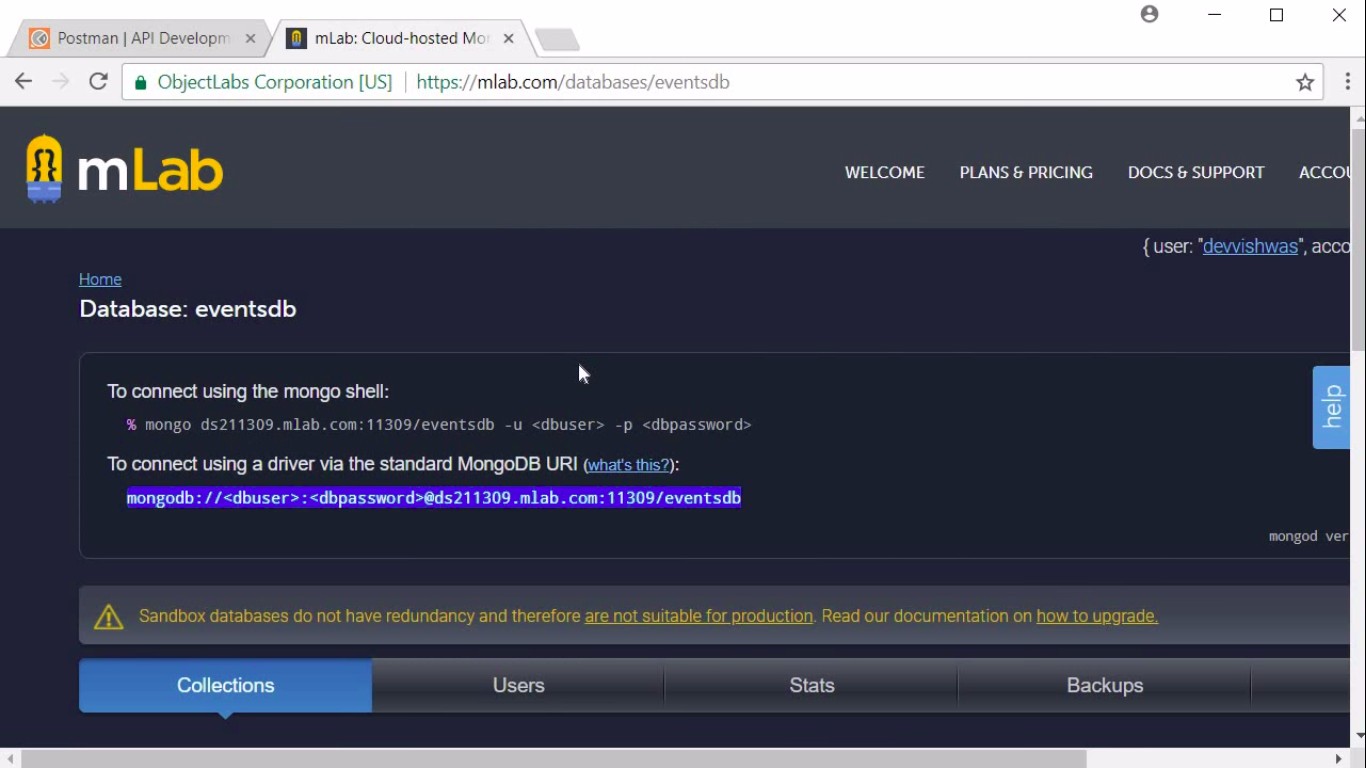 Postman | API Developm
mLab: Cloud-hosted Mon
ObjectLabs Corporation [US] https://mlab.com/databases/eventsdb
mLab
WELCOME PLANS & PRICING DOCS & SUPPORT ACCOU
{ user: "devvishwas", acco
Home
Database: eventsdb
To connect using the mongo shell:
% mongo ds211309.mlab.com:11309/eventsdb -u <dbuser> -p <dbpassword>
help
To connect using a driver via the standard MongoDB URI (what's this?):
mongodb://<dbuser>:<dbpassword>@ds211309.mlab.com:11309/eventsdb
mongod ver
Sandbox databases do not have redundancy and therefore are not suitable for production. Read our documentation on how to upgrade.
Collections Users Stats Backups